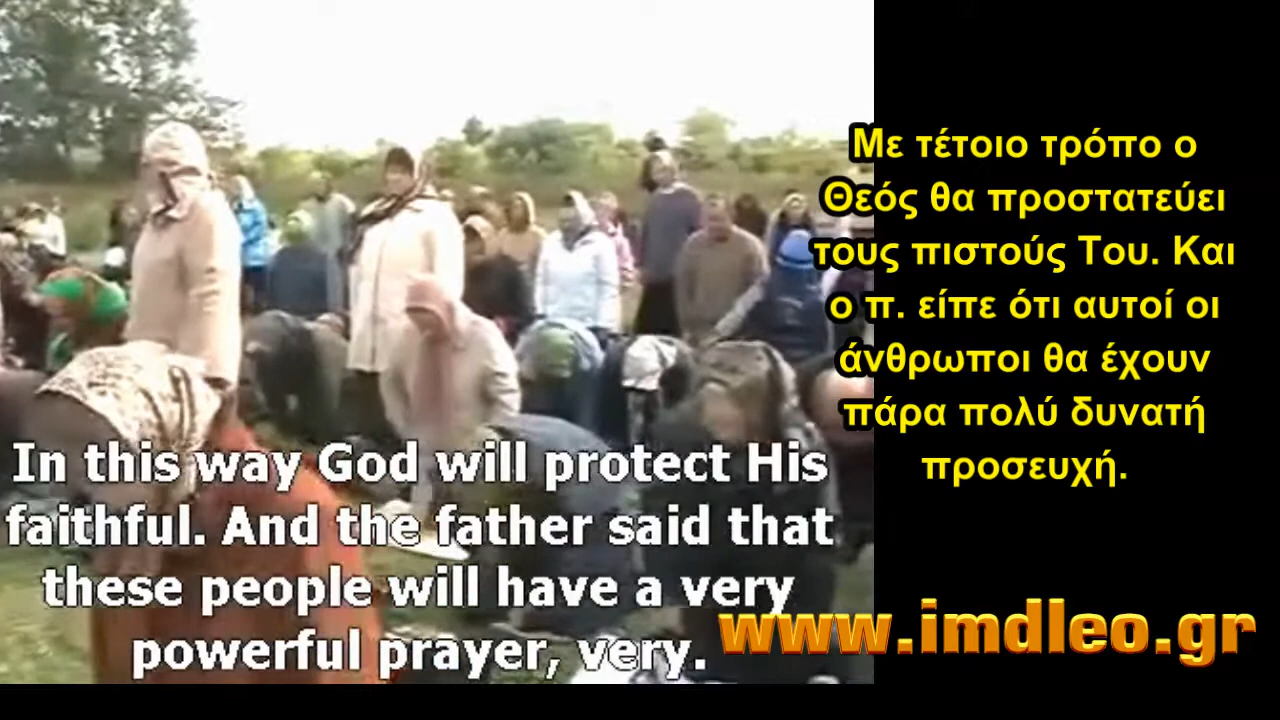 In this way God will protect His
faithful. And the father said that
these people will have a very
powerful prayer, very.
Με τέτοιο τρόπο ο
Θεός θα προστατεύει
τους πιστούς Του. Και
ο π. είπε ότι αυτοί οι
άνθρωποι θα έχουν
πάρα πολύ δυνατή
προσευχή.
www.imdleo.gr